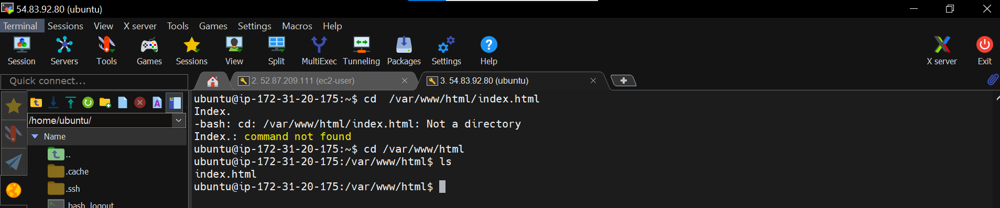 54.83.92.80 (ubuntu)
Terminal Sessions View X server Tools Games Settings Macros Help
Session Servers Tools Games Sessions View Split MultiExec Tunneling Packages Settings Help X server Exit
Quick connect...
2. 52.87.209.111 (ec2-user)
3. 54.83.92.80 (ubuntu)
/home/ubuntu/
Name
..
.cache
.ssh
.bash_logout
ubuntu@ip-172-31-20-175:~$ cd  /var/www/html/index.html
Index.
-bash: cd: /var/www/html/index.html: Not a directory
Index.: command not found
ubuntu@ip-172-31-20-175:~$ cd /var/www/html
ubuntu@ip-172-31-20-175:/var/www/html$ ls
index.html
ubuntu@ip-172-31-20-175:/var/www/html$